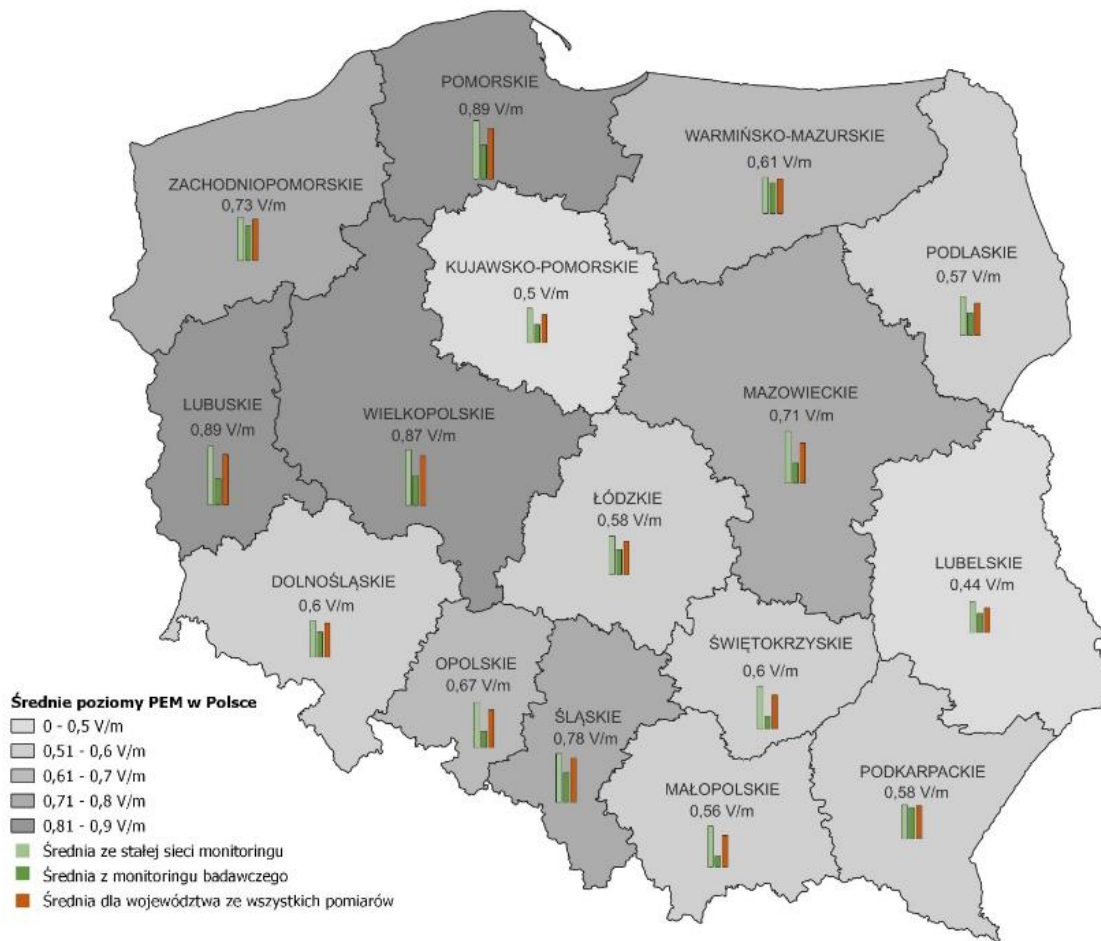 POMORSKIE
0,89 V/m
WARMIŃSKO-MAZURSKIE
0,61 V/m
ZACHODNIOPOMORSKIE
0,73 V/m
PODLASKIE
0,57 V/m
KUJAWSKO-POMORSKIE
0,5 V/m
MAZOWIECKIE
0,71 V/m
LUBUSKIE
0,89 V/m
WIELKOPOLSKIE
0,87 V/m
ŁÓDZKIE
0,58 V/m
LUBELSKIE
0,44 V/m
DOLNOŚLĄSKIE
0,6 V/m
ŚWIĘTOKRZYSKIE
0,6 V/m
OPOLSKIE
0,67 V/m
ŚLĄSKIE
0,78 V/m
MAŁOPOLSKIE
0,56 V/m
PODKARPACKIE
0,58 V/m
Średnie poziomy PEM w Polsce
0 - 0,5 V/m
0,51 - 0,6 V/m
0,61 - 0,7 V/m
0,71 - 0,8 V/m
0,81 - 0,9 V/m
Średnia ze stałej sieci monitoringu
Średnia z monitoringu badawczego
Średnia dla województwa ze wszystkich pomiarów